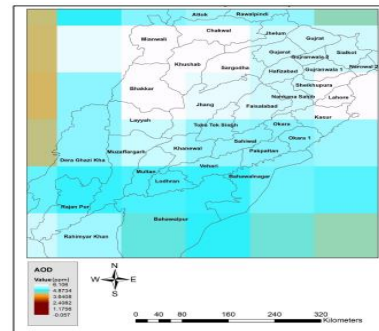 Attok Rawalpindi
Chakwal
Mianwali
Jhelum
Gujrat
Sialkot
Gujarat
Khuchab
Sargodha
Gujranwala 2
Narowal 2
Hafizabad
Gujranwala 1
Bhakkar
Sheikhupura
Nankana Sahib
Lahore
Jhang
Faisalabad
Layyah
Kasur
Toba Tek Singh
Okara
Okara 1
Muzaffargarh
Khanewal
Sahiwal
Dera Ghazi Kha
Pakpattan
Multan
Vehari
Lodhran
Bahawalnagar
Rajan Pur
Bahawalpur
Rahimyar Khan
AOD
Value (ppm)
6.106
4.8734
3.6408
2.4082
1.1756
-0.057
N
W E
S
0 40 80 160 240 320
Kilometers